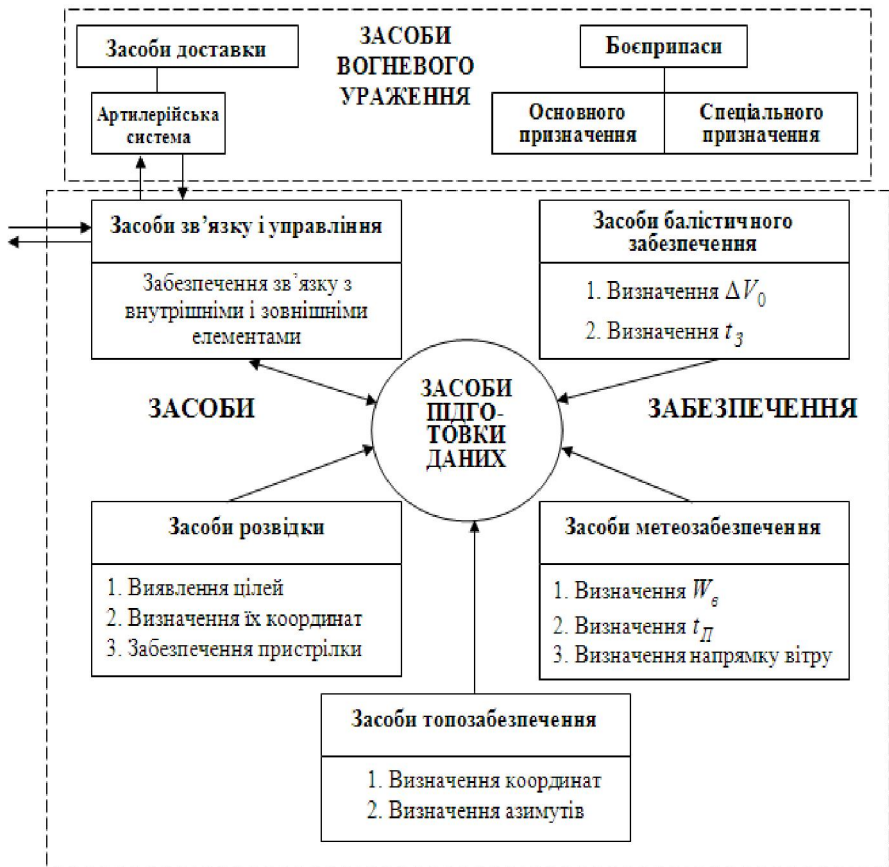 Засоби доставки
ЗАСОБИ
ВОГНЕВОГО
УРАЖЕННЯ
Боєприпаси
Артилерійська
система
Основного
призначення
Спеціального
призначення
Засоби зв’язку і управління
Забезпечення зв’язку з
внутрішніми і зовнішніми
елементами
Засоби балістичного
забезпечення
1. Визначення ΔV₀
2. Визначення t_З
ЗАСОБИ
ЗАСОБИ
ПІДГО-
ТОВКИ
ДАНИХ
ЗАБЕЗПЕЧЕННЯ
Засоби розвідки
1. Виявлення цілей
2. Визначення їх координат
3. Забезпечення пристрілки
Засоби метеозабезпечення
1. Визначення W_в
2. Визначення t_П
3. Визначення напрямку вітру
Засоби топозабезпечення
1. Визначення координат
2. Визначення азимутів